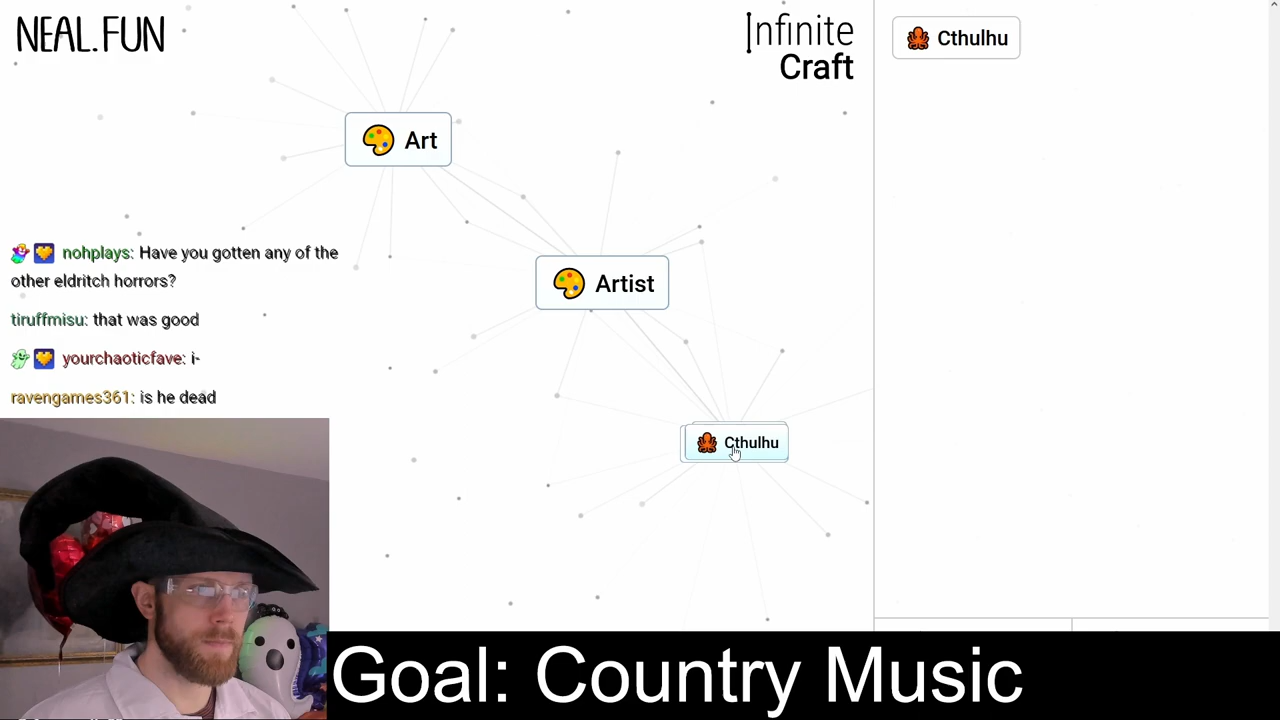 NEAL.FUN
Infinite
Craft
Cthulhu
Art
nohplays: Have you gotten any of the
other eldritch horrors?
Artist
tiruffmisu: that was good
yourchaoticfave: i-
ravengames361: is he dead
Cthulhu
Goal: Country Music